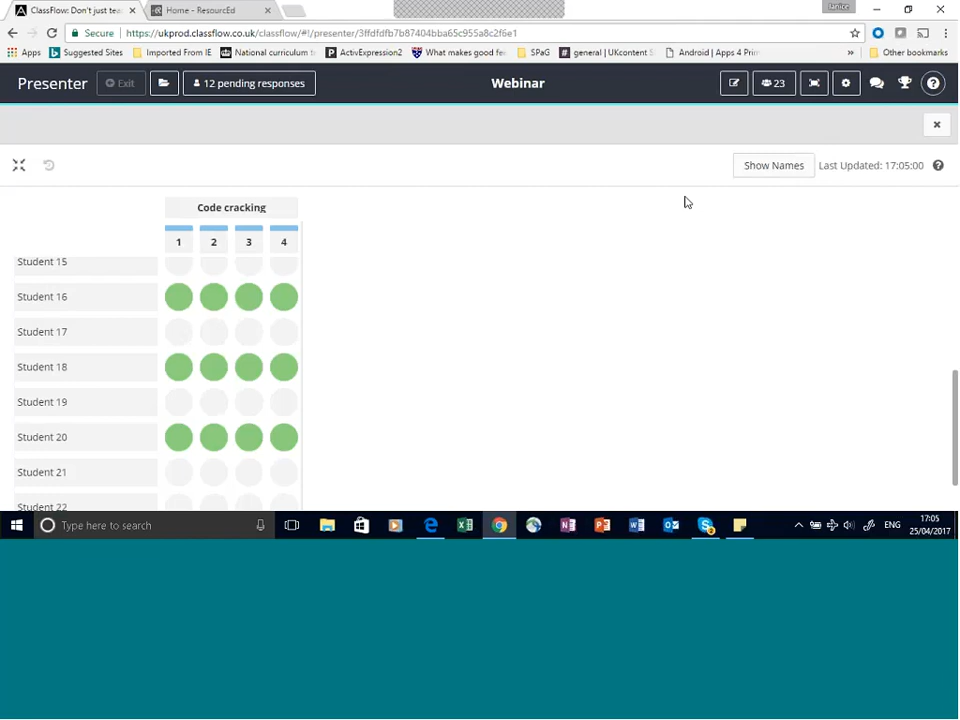 ClassFlow: Don't just tea
Home - ResourcEd
Janice
Secure
https://ukprod.classflow.co.uk/classflow/#!/presenter/3fdfdfb7b87404bba65c955a8c2f6e1
Apps
Suggested Sites
Imported From IE
National curriculum
ActivExpression2
What makes good fee
SPaG
general | UKcontent S
Android | Apps 4 Prim
»
Other bookmarks
Presenter
Exit
12 pending responses
Webinar
23
Show Names
Last Updated: 17:05:00
Code cracking
1 2 3 4
Student 15
Student 16
Student 17
Student 18
Student 19
Student 20
Student 21
Student 22
Type here to search
ENG
17:05
25/04/2017